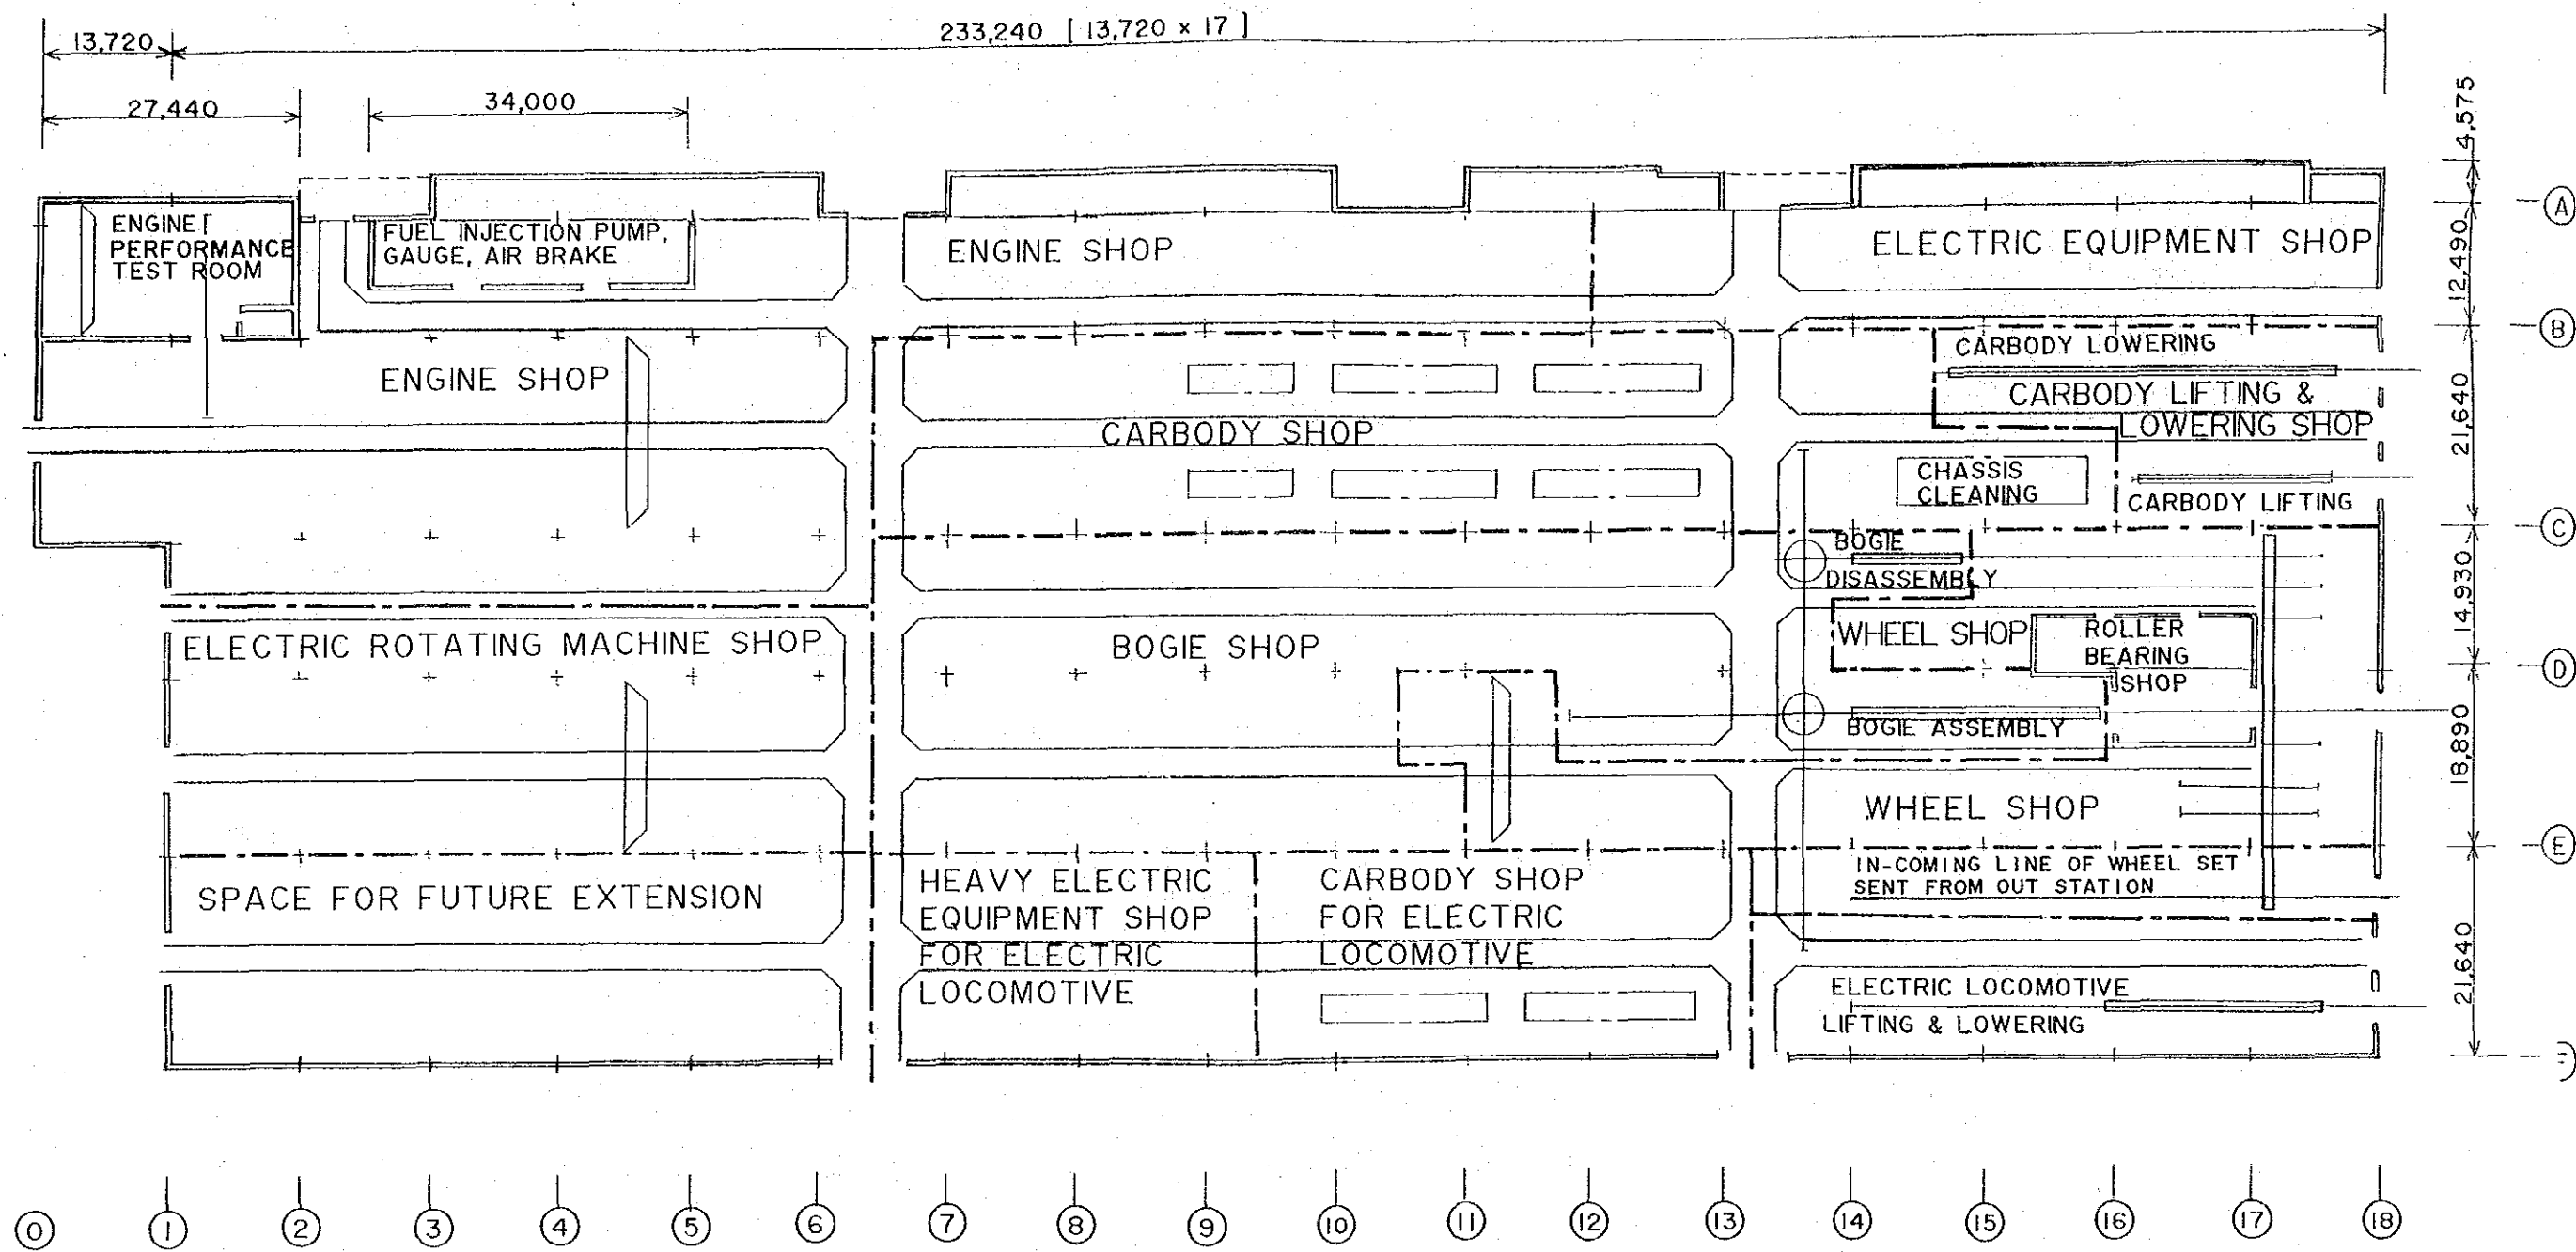 13,720
233,240 [ 13,720 x 17 ]
27,440
34,000
4,575
ENGINE
PERFORMANCE
TEST ROOM
FUEL INJECTION PUMP,
GAUGE, AIR BRAKE
ENGINE SHOP
ELECTRIC EQUIPMENT SHOP
A
12,490
B
ENGINE SHOP
CARBODY SHOP
CARBODY LOWERING
CARBODY LIFTING &
LOWERING SHOP
21,640
CHASSIS
CLEANING
CARBODY LIFTING
C
BOGIE
DISASSEMBLY
14,930
ELECTRIC ROTATING MACHINE SHOP
BOGIE SHOP
WHEEL SHOP
ROLLER
BEARING
SHOP
D
BOGIE ASSEMBLY
18,890
WHEEL SHOP
E
IN-COMING LINE OF WHEEL SET
SENT FROM OUT STATION
SPACE FOR FUTURE EXTENSION
HEAVY ELECTRIC
EQUIPMENT SHOP
FOR ELECTRIC
LOCOMOTIVE
CARBODY SHOP
FOR ELECTRIC
LOCOMOTIVE
21,640
ELECTRIC LOCOMOTIVE
LIFTING & LOWERING
0 1 2 3 4 5 6 7 8 9 10 11 12 13 14 15 16 17 18